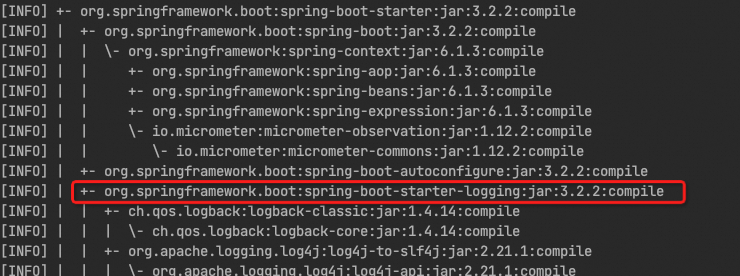 [INFO] +- org.springframework.boot:spring-boot-starter:jar:3.2.2:compile
[INFO] |  +- org.springframework.boot:spring-boot:jar:3.2.2:compile
[INFO] |  |  \- org.springframework:spring-context:jar:6.1.3:compile
[INFO] |  |     +- org.springframework:spring-aop:jar:6.1.3:compile
[INFO] |  |     +- org.springframework:spring-beans:jar:6.1.3:compile
[INFO] |  |     +- org.springframework:spring-expression:jar:6.1.3:compile
[INFO] |  |     \- io.micrometer:micrometer-observation:jar:1.12.2:compile
[INFO] |  |        \- io.micrometer:micrometer-commons:jar:1.12.2:compile
[INFO] |  +- org.springframework.boot:spring-boot-autoconfigure:jar:3.2.2:compile
[INFO] |  +- org.springframework.boot:spring-boot-starter-logging:jar:3.2.2:compile
[INFO] |  |  +- ch.qos.logback:logback-classic:jar:1.4.14:compile
[INFO] |  |  |  \- ch.qos.logback:logback-core:jar:1.4.14:compile
[INFO] |  |  +- org.apache.logging.log4j:log4j-to-slf4j:jar:2.21.1:compile
[INFO] |  |  |  \- org.apache.logging.log4j:log4j-api:jar:2.21.1:compile